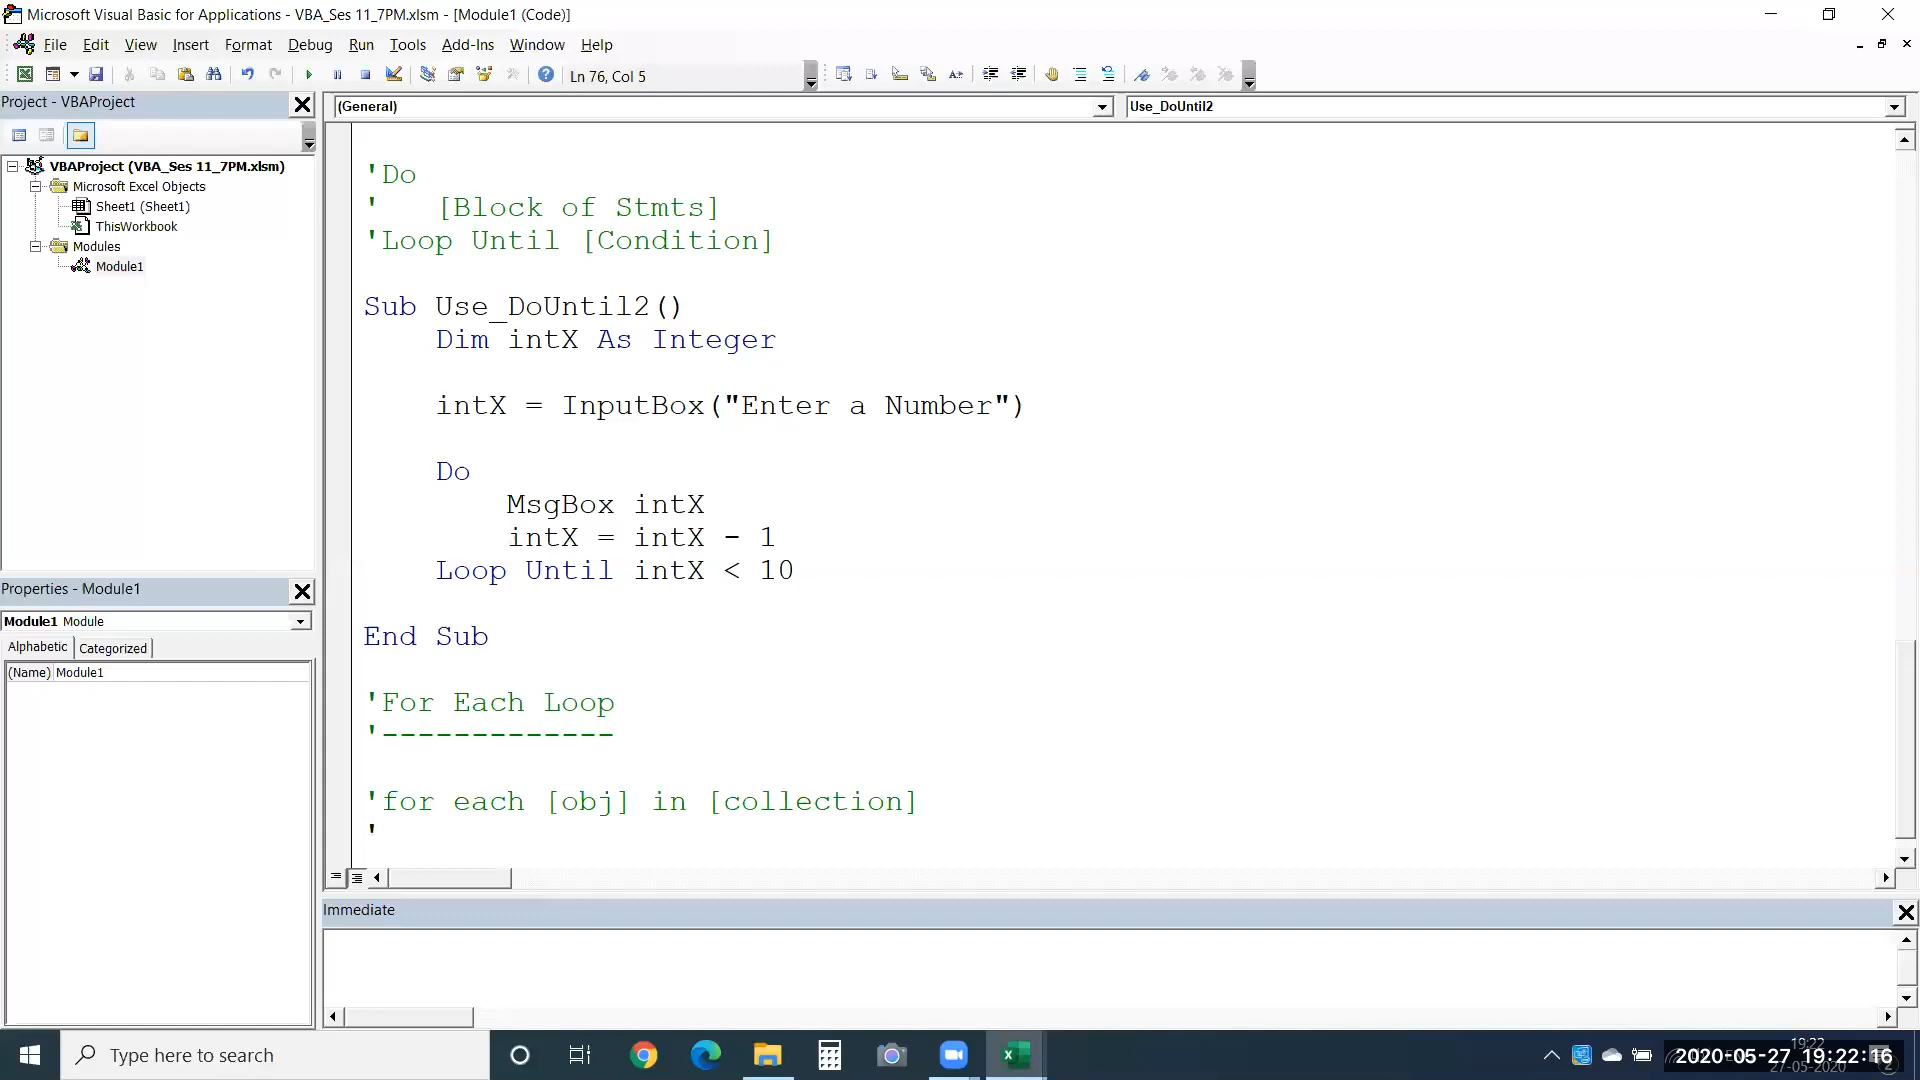 Microsoft Visual Basic for Applications - VBA_Ses 11_7PM.xlsm - [Module1 (Code)]
File Edit View Insert Format Debug Run Tools Add-Ins Window Help
Ln 76, Col 5
Project - VBAProject
(General)
Use_DoUntil2
VBAProject (VBA_Ses 11_7PM.xlsm)
Microsoft Excel Objects
Sheet1 (Sheet1)
ThisWorkbook
Modules
Module1
'Do
'    [Block of Stmts]
'Loop Until [Condition]
Sub Use_DoUntil2()
Dim intX As Integer
intX = InputBox("Enter a Number")
Do
MsgBox intX
intX = intX - 1
Loop Until intX < 10
End Sub
'For Each Loop
'-------------
'for each [obj] in [collection]
'
Properties - Module1
Module1 Module
Alphabetic Categorized
(Name) Module1
Immediate
Type here to search
19:22
27-05-2020
2020-05-27 19:22:16